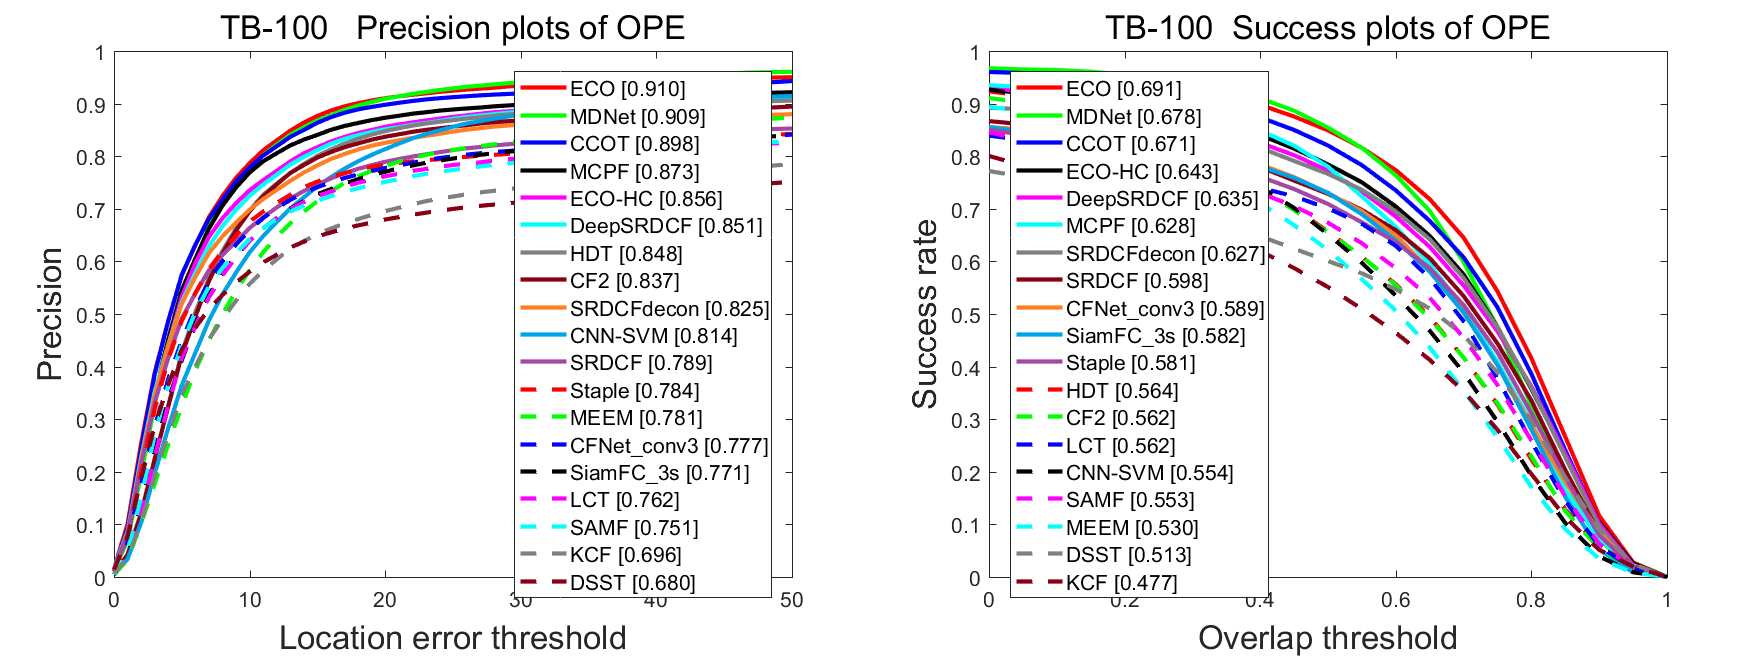 TB-100 Precision plots of OPE
1
0.9
0.8
0.7
0.6
0.5
0.4
0.3
0.2
0.1
0
Precision
ECO [0.910]
MDNet [0.909]
CCOT [0.898]
MCPF [0.873]
ECO-HC [0.856]
DeepSRDCF [0.851]
HDT [0.848]
CF2 [0.837]
SRDCFdecon [0.825]
CNN-SVM [0.814]
SRDCF [0.789]
Staple [0.784]
MEEM [0.781]
CFNet_conv3 [0.777]
SiamFC_3s [0.771]
LCT [0.762]
SAMF [0.751]
KCF [0.696]
DSST [0.680]
0 10 20 30 40 50
Location error threshold
TB-100 Success plots of OPE
1
0.9
0.8
0.7
0.6
0.5
0.4
0.3
0.2
0.1
0
Success rate
ECO [0.691]
MDNet [0.678]
CCOT [0.671]
ECO-HC [0.643]
DeepSRDCF [0.635]
MCPF [0.628]
SRDCFdecon [0.627]
SRDCF [0.598]
CFNet_conv3 [0.589]
SiamFC_3s [0.582]
Staple [0.581]
HDT [0.564]
CF2 [0.562]
LCT [0.562]
CNN-SVM [0.554]
SAMF [0.553]
MEEM [0.530]
DSST [0.513]
KCF [0.477]
0 0.2 0.4 0.6 0.8 1
Overlap threshold